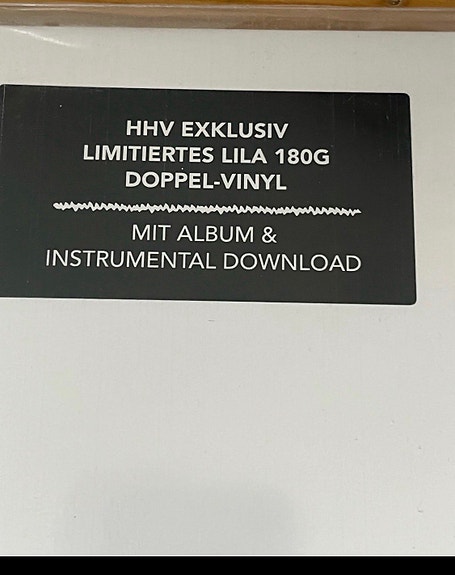 HHV EXKLUSIV
LIMITIERTES LILA 180G
DOPPEL-VINYL
MIT ALBUM &
INSTRUMENTAL DOWNLOAD